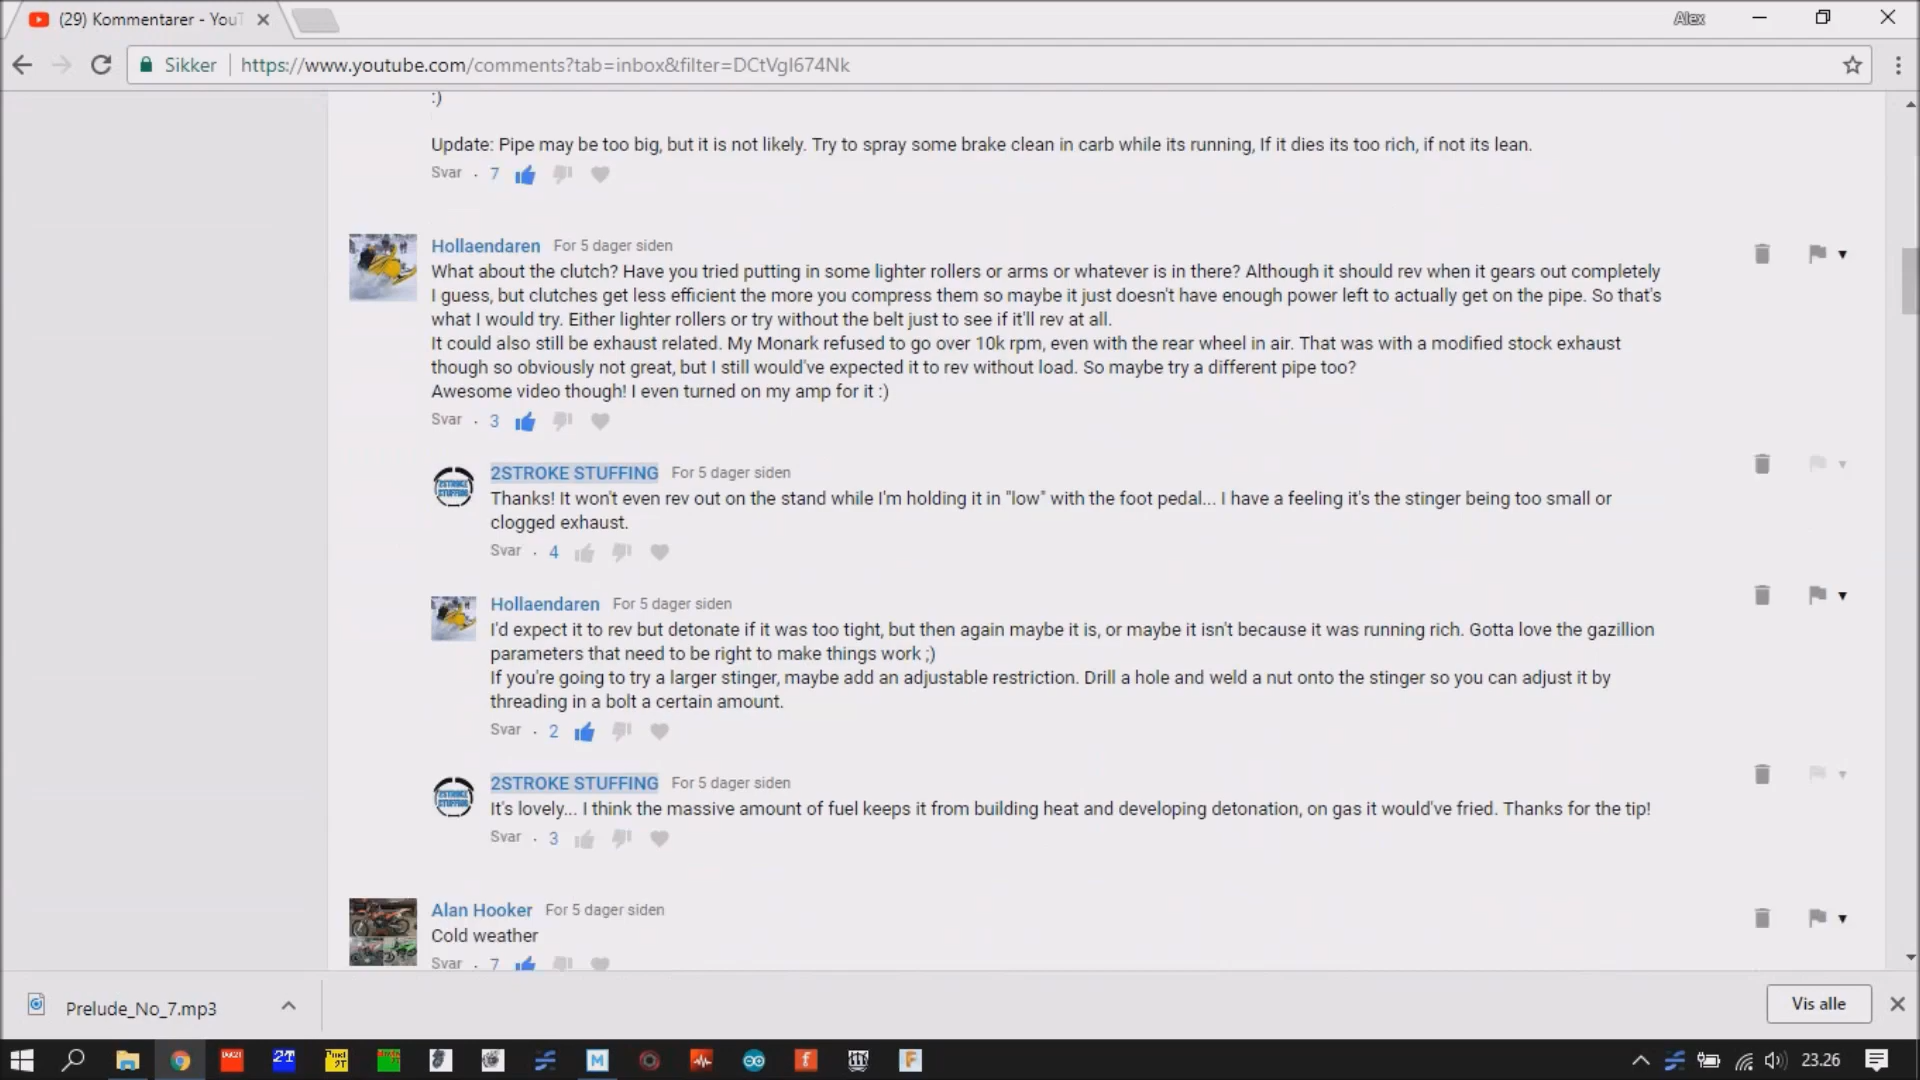 (29) Kommentarer - YouT
Alex
Sikker
https://www.youtube.com/comments?tab=inbox&filter=DCtVgI674Nk
:)
Update: Pipe may be too big, but it is not likely. Try to spray some brake clean in carb while its running, If it dies its too rich, if not its lean.
Svar . 7
Hollaendaren For 5 dager siden
What about the clutch? Have you tried putting in some lighter rollers or arms or whatever is in there? Although it should rev when it gears out completely
I guess, but clutches get less efficient the more you compress them so maybe it just doesn't have enough power left to actually get on the pipe. So that's
what I would try. Either lighter rollers or try without the belt just to see if it'll rev at all.
It could also still be exhaust related. My Monark refused to go over 10k rpm, even with the rear wheel in air. That was with a modified stock exhaust
though so obviously not great, but I still would've expected it to rev without load. So maybe try a different pipe too?
Awesome video though! I even turned on my amp for it :)
Svar . 3
2STROKE STUFFING For 5 dager siden
Thanks! It won't even rev out on the stand while I'm holding it in "low" with the foot pedal... I have a feeling it's the stinger being too small or
clogged exhaust.
Svar . 4
Hollaendaren For 5 dager siden
I'd expect it to rev but detonate if it was too tight, but then again maybe it is, or maybe it isn't because it was running rich. Gotta love the gazillion
parameters that need to be right to make things work ;)
If you're going to try a larger stinger, maybe add an adjustable restriction. Drill a hole and weld a nut onto the stinger so you can adjust it by
threading in a bolt a certain amount.
Svar . 2
2STROKE STUFFING For 5 dager siden
It's lovely... I think the massive amount of fuel keeps it from building heat and developing detonation, on gas it would've fried. Thanks for the tip!
Svar . 3
Alan Hooker For 5 dager siden
Cold weather
Svar . 7
Prelude_No_7.mp3
Vis alle
2T
M
f
F
23.26